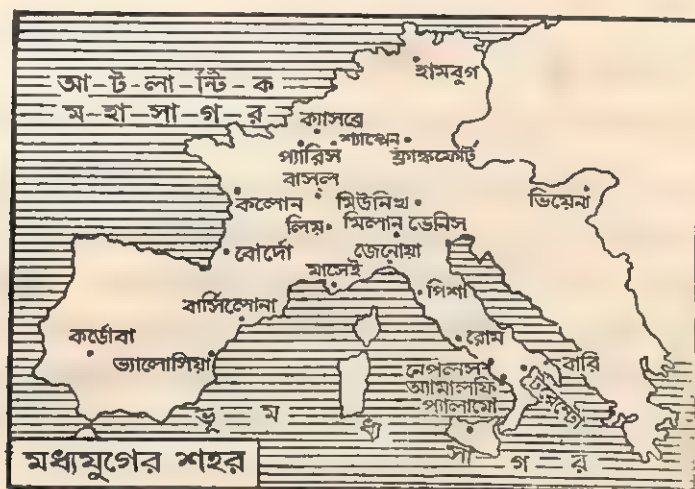 আ-ট-লা-ন্টি-ক
ম-হা-সা-গ-র
হামবুগ
ক্যাসরে
শ্যাম্পেন
ফ্রাঙ্কফোর্ট
প্যারিস
বাসল
কলোন
মিউনিখ
ভিয়েনা
লিয়
মিলান
ভেনিস
বোর্দো
জেনোয়া
মাসেই
পিশা
বার্সিলোনা
রোম
কর্ডোবা
ভ্যালোসিয়া
নেপলস
বারি
আমালফি
প্যালামো
ভূ ম ধ্য
সা-গ-র
মধ্যযুগের শহর